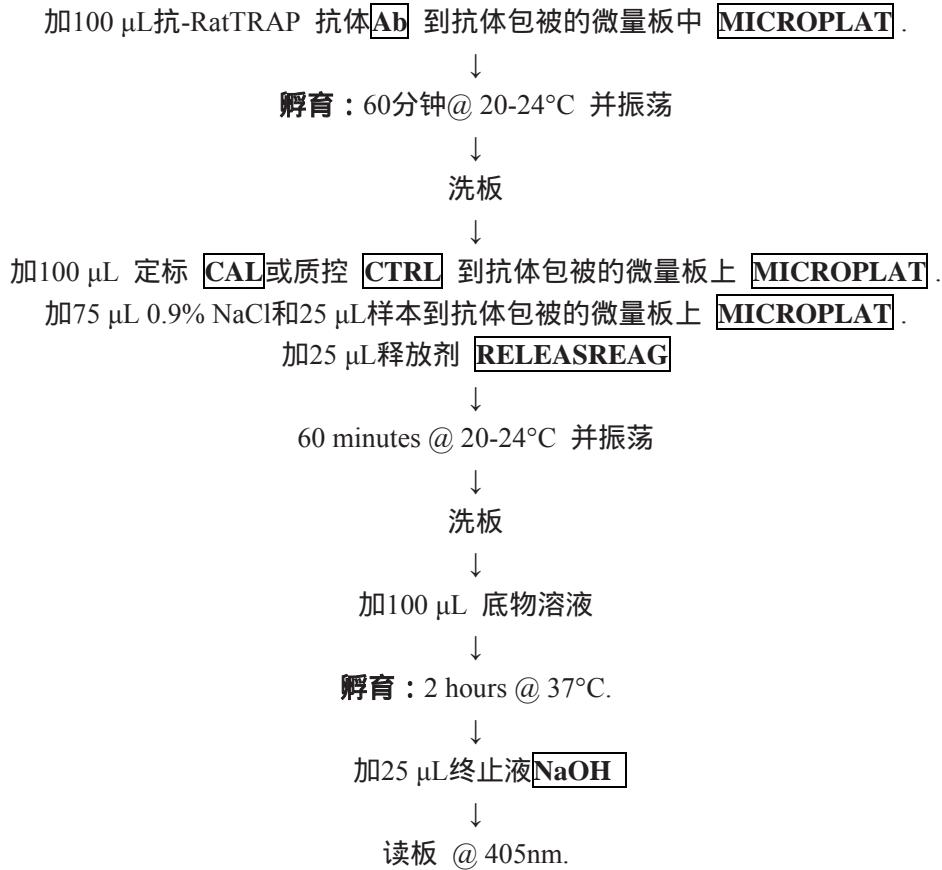 加100 μL抗-RatTRAP 抗体Ab 到抗体包被的微量板中 MICROPLAT .
↓
孵育：60分钟@ 20-24°C 并振荡
↓
洗板
↓
加100 μL 定标 CAL或质控 CTRL 到抗体包被的微量板上 MICROPLAT .
加75 μL 0.9% NaCl和25 μL样本到抗体包被的微量板上 MICROPLAT .
加25 μL释放剂 RELEASREAG
↓
60 minutes @ 20-24°C 并振荡
↓
洗板
↓
加100 μL 底物溶液
↓
孵育：2 hours @ 37°C.
↓
加25 μL终止液NaOH
↓
读板 @ 405nm.